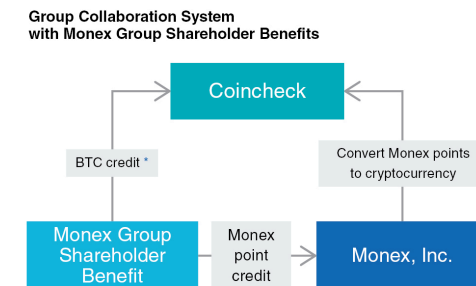 Group Collaboration System
with Monex Group Shareholder Benefits
Coincheck
BTC credit *
Convert Monex points
to cryptocurrency
Monex Group
Shareholder
Benefit
Monex
point
credit
Monex, Inc.